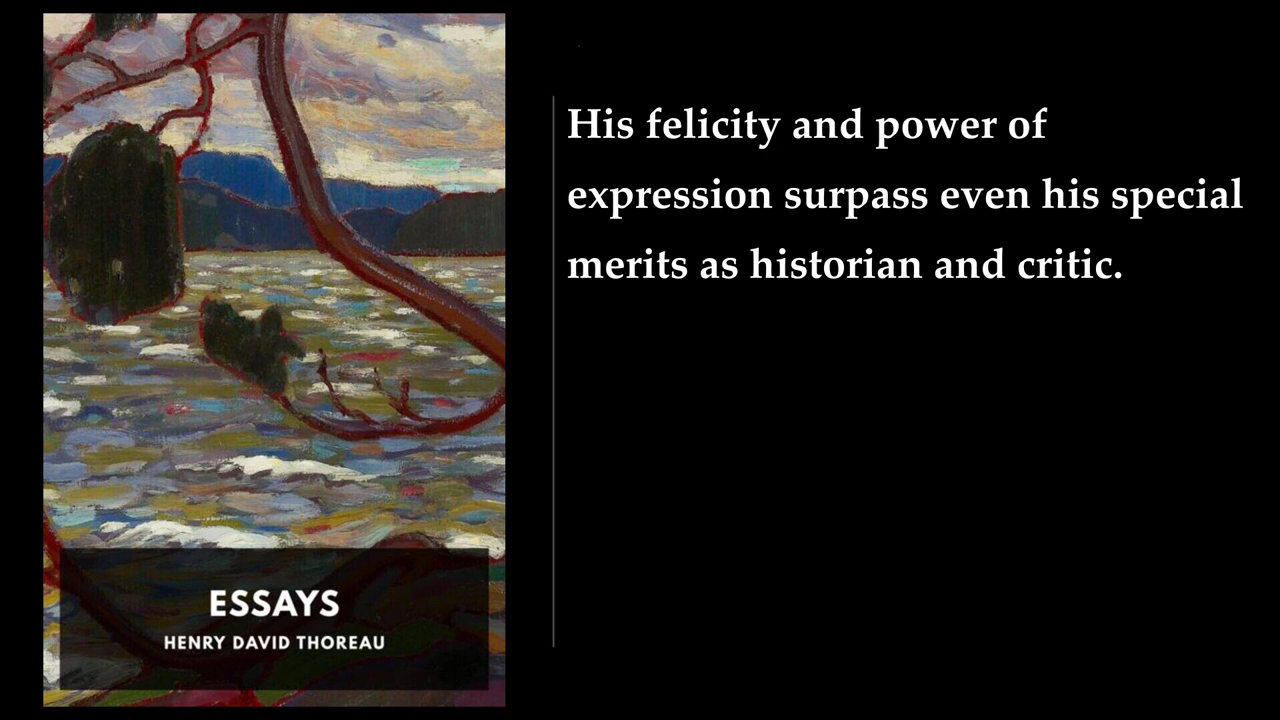 His felicity and power of
expression surpass even his special
merits as historian and critic.
ESSAYS
HENRY DAVID THOREAU